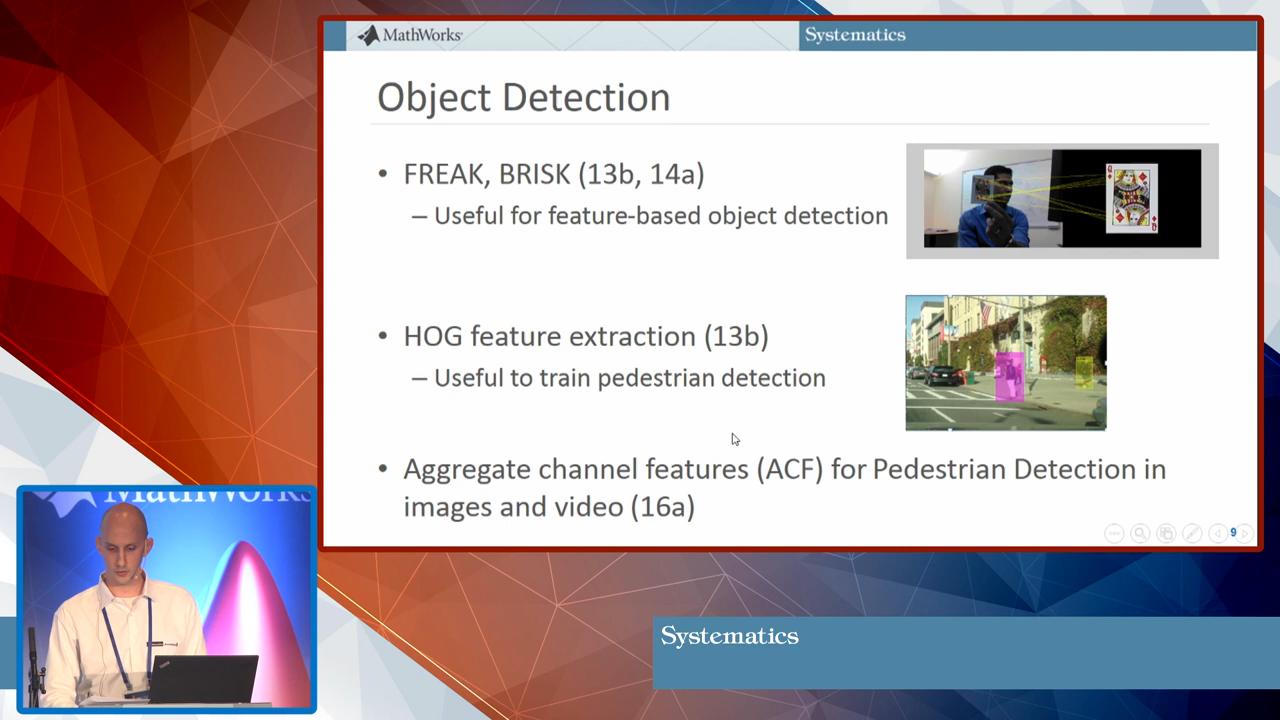 MathWorks
Systematics
Object Detection
• FREAK, BRISK (13b, 14a)
– Useful for feature-based object detection
• HOG feature extraction (13b)
– Useful to train pedestrian detection
• Aggregate channel features (ACF) for Pedestrian Detection in
images and video (16a)
9
MathWorks
Systematics